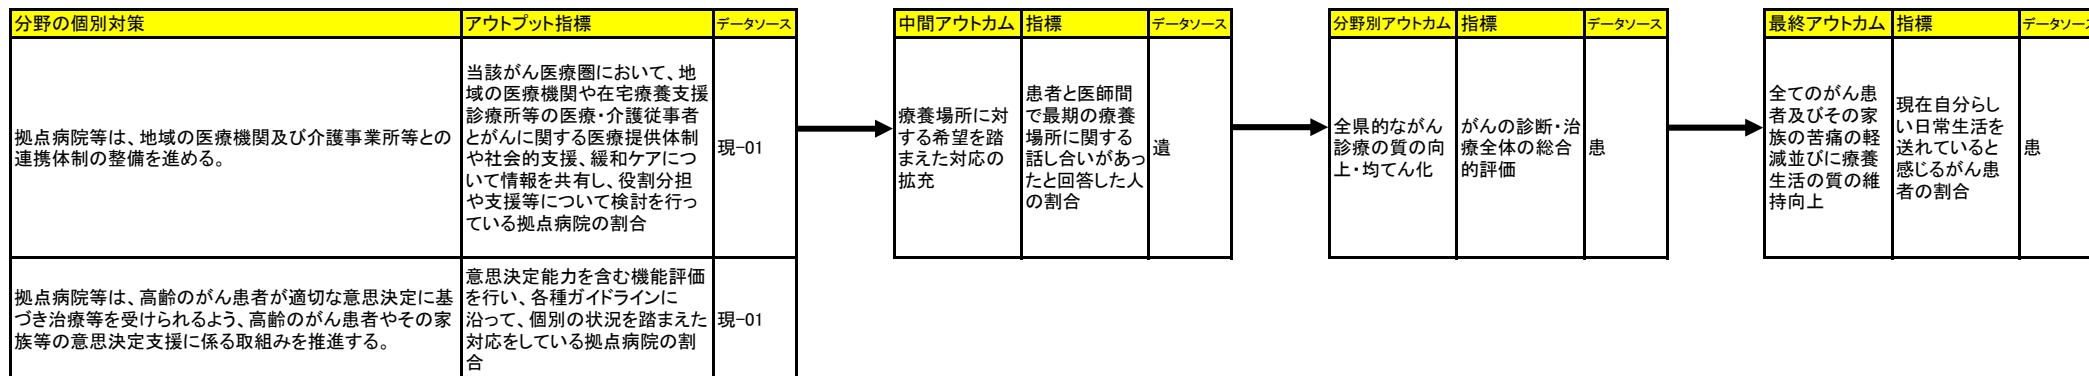 分野の個別対策
アウトプット指標
データソース
中間アウトカム
指標
データソース
分野別アウトカム
指標
データソース
最終アウトカム
指標
データソース
拠点病院等は、地域の医療機関及び介護事業所等との
連携体制の整備を進める。
当該がん医療圏において、地
域の医療機関や在宅療養支援
診療所等の医療・介護従事者
とがんに関する医療提供体制
や社会的支援、緩和ケアにつ
いて情報を共有し、役割分担
や支援等について検討を行っ
ている拠点病院の割合
現-01
療養場所に対
する希望を踏
まえた対応の
拡充
患者と医師間
で最期の療養
場所に関する
話し合いがあっ
たと回答した人
の割合
遺
全県的ながん
診療の質の向
上・均てん化
がんの診断・治
療全体の総合
的評価
患
全てのがん患
者及びその家
族の苦痛の軽
減並びに療養
生活の質の維
持向上
現在自分らし
い日常生活を
送れていると
感じるがん患
者の割合
患
拠点病院等は、高齢のがん患者が適切な意思決定に基
づき治療等を受けられるよう、高齢のがん患者やその家
族等の意思決定支援に係る取組みを推進する。
意思決定能力を含む機能評価
を行い、各種ガイドラインに
沿って、個別の状況を踏まえた
対応をしている拠点病院の割
合
現-01